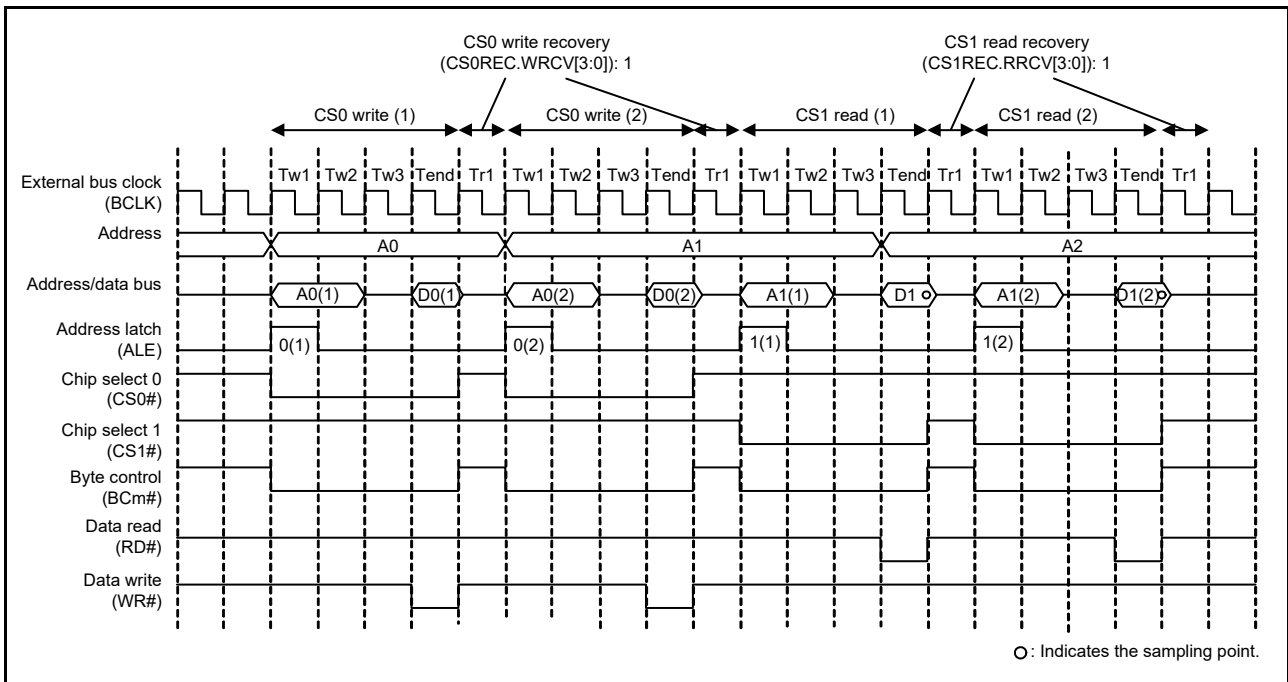 CS0 write recovery
(CS0REC.WRCV[3:0]): 1
CS1 read recovery
(CS1REC.RRCV[3:0]): 1
CS0 write (1)
CS0 write (2)
CS1 read (1)
CS1 read (2)
Tw1 Tw2 Tw3 Tend Tr1 Tw1 Tw2 Tw3 Tend Tr1 Tw1 Tw2 Tw3 Tend Tr1 Tw1 Tw2 Tw3 Tend Tr1
External bus clock
(BCLK)
Address
A0 A1 A2
Address/data bus
A0(1) D0(1) A0(2) D0(2) A1(1) D1 A1(2) D1(2)
Address latch
(ALE)
0(1) 0(2) 1(1) 1(2)
Chip select 0
(CS0#)
Chip select 1
(CS1#)
Byte control
(BCm#)
Data read
(RD#)
Data write
(WR#)
: Indicates the sampling point.